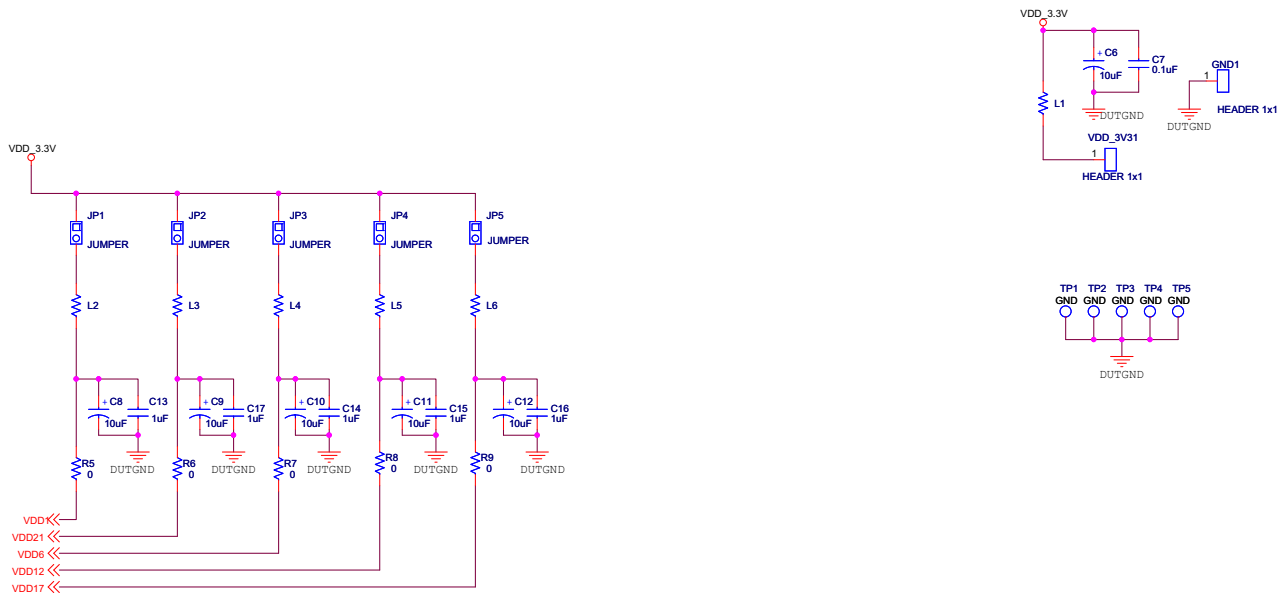 VDD_3.3V
C6
+
10uF
C7
0.1uF
GND1
1
HEADER 1x1
L1
DUTGND
DUTGND
VDD_3V31
1
HEADER 1x1
VDD_3.3V
JP1
JUMPER
JP2
JUMPER
JP3
JUMPER
JP4
JUMPER
JP5
JUMPER
L2
L3
L4
L5
L6
TP1 TP2 TP3 TP4 TP5
GND GND GND GND GND
DUTGND
+ C8
10uF
C13
1uF
+ C9
10uF
C17
1uF
+ C10
10uF
C14
1uF
+ C11
10uF
C15
1uF
+ C12
10uF
C16
1uF
R5
0
DUTGND
R6
0
DUTGND
R7
0
DUTGND
R8
0
DUTGND
R9
0
DUTGND
VDD1
VDD21
VDD6
VDD12
VDD17